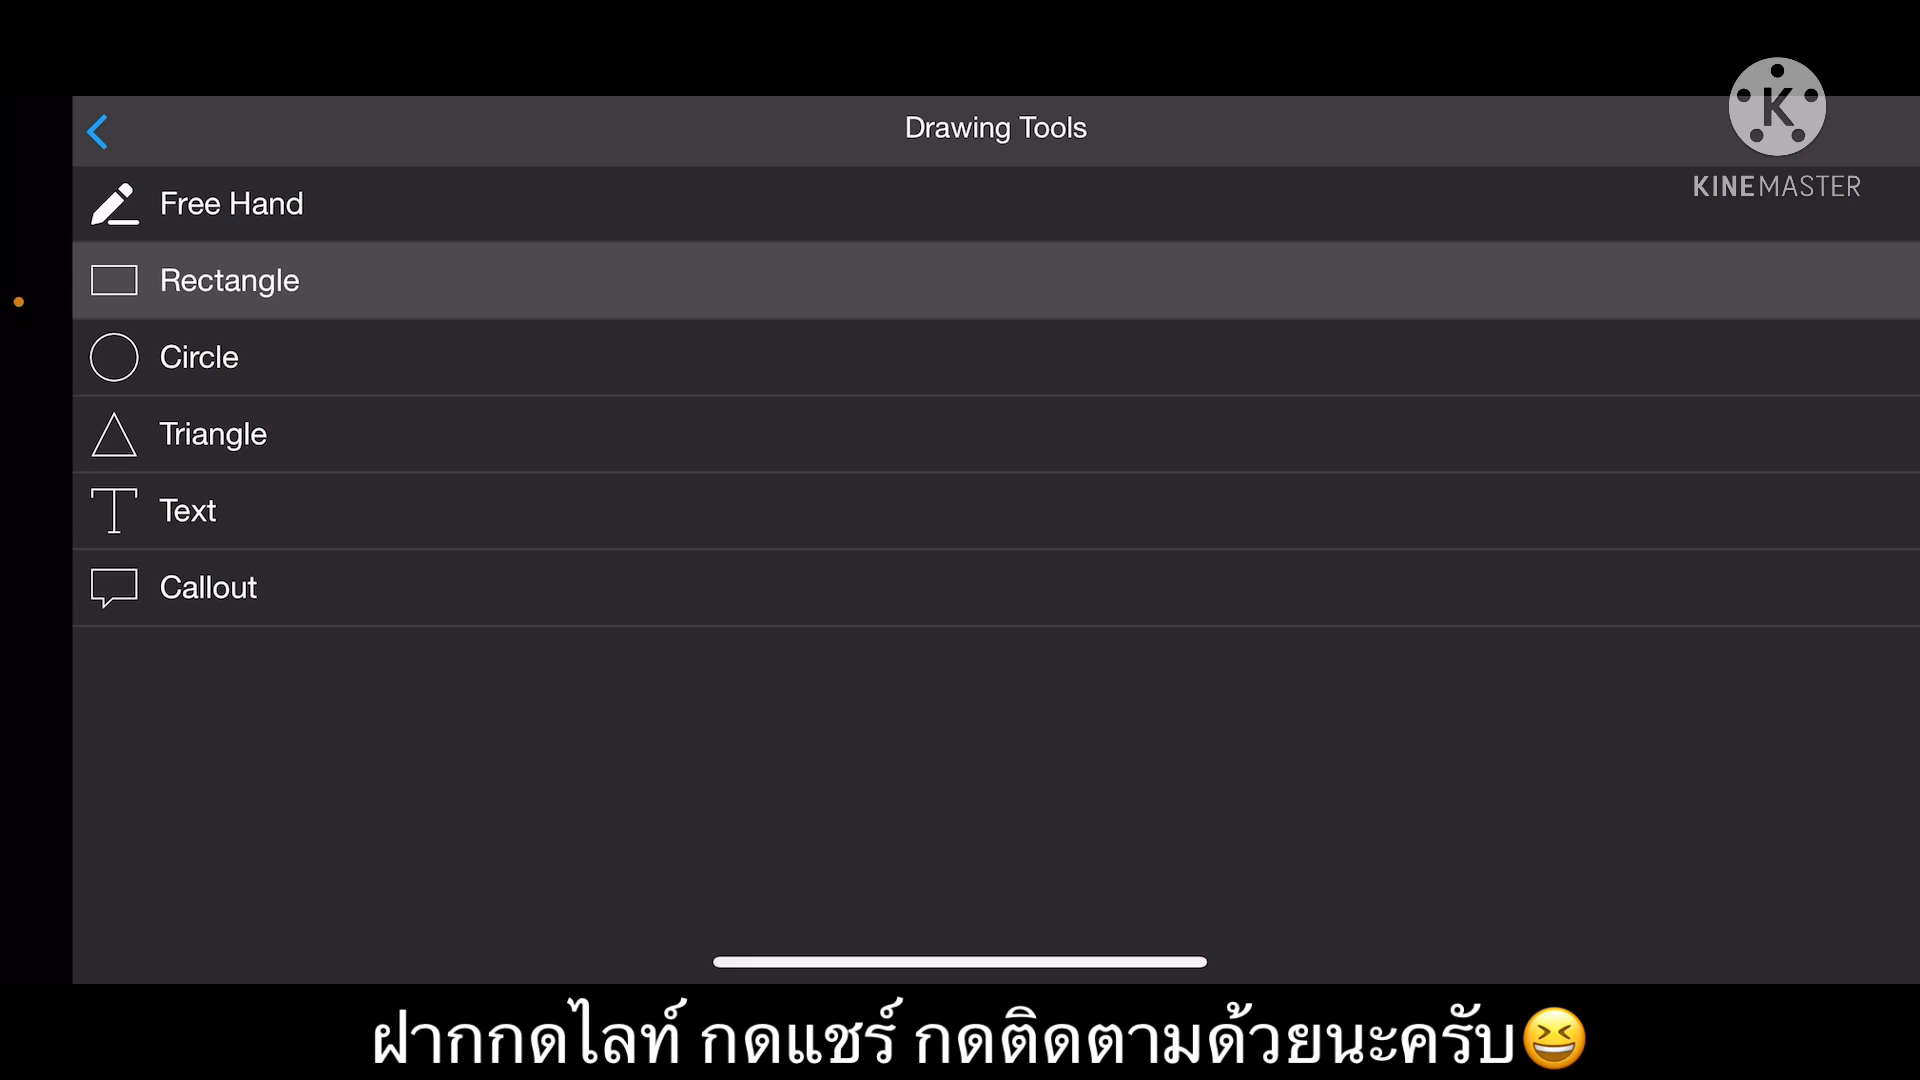 Drawing Tools
K
KINEMASTER
Free Hand
Rectangle
Circle
Triangle
Text
Callout
ฝากกดไลท์ กดแชร์ กดติดตามด้วยนะครับ😆